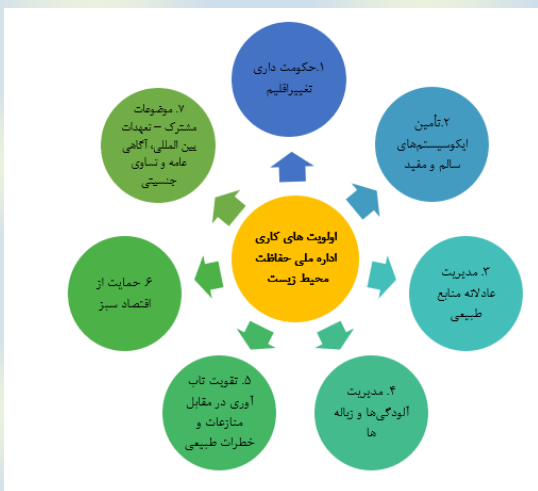 اولویت های کاری
اداره ملی حفاظت
محیط زیست
۱.حکومت داری
تغییراقلیم
۲.تأمین
ایکوسیستم‌های
سالم و مفید
۳. مدیریت
عادلانه منابع
طبیعی
۴. مدیریت
آلودگی‌ها و زباله
ها
۵. تقویت تاب
آوری در مقابل
منازعات و
خطرات طبیعی
۶. حمایت از
اقتصاد سبز
۷. موضوعات
مشترک – تعهدات
بین المللی، آگاهی
عامه و تساوی
جنسیتی